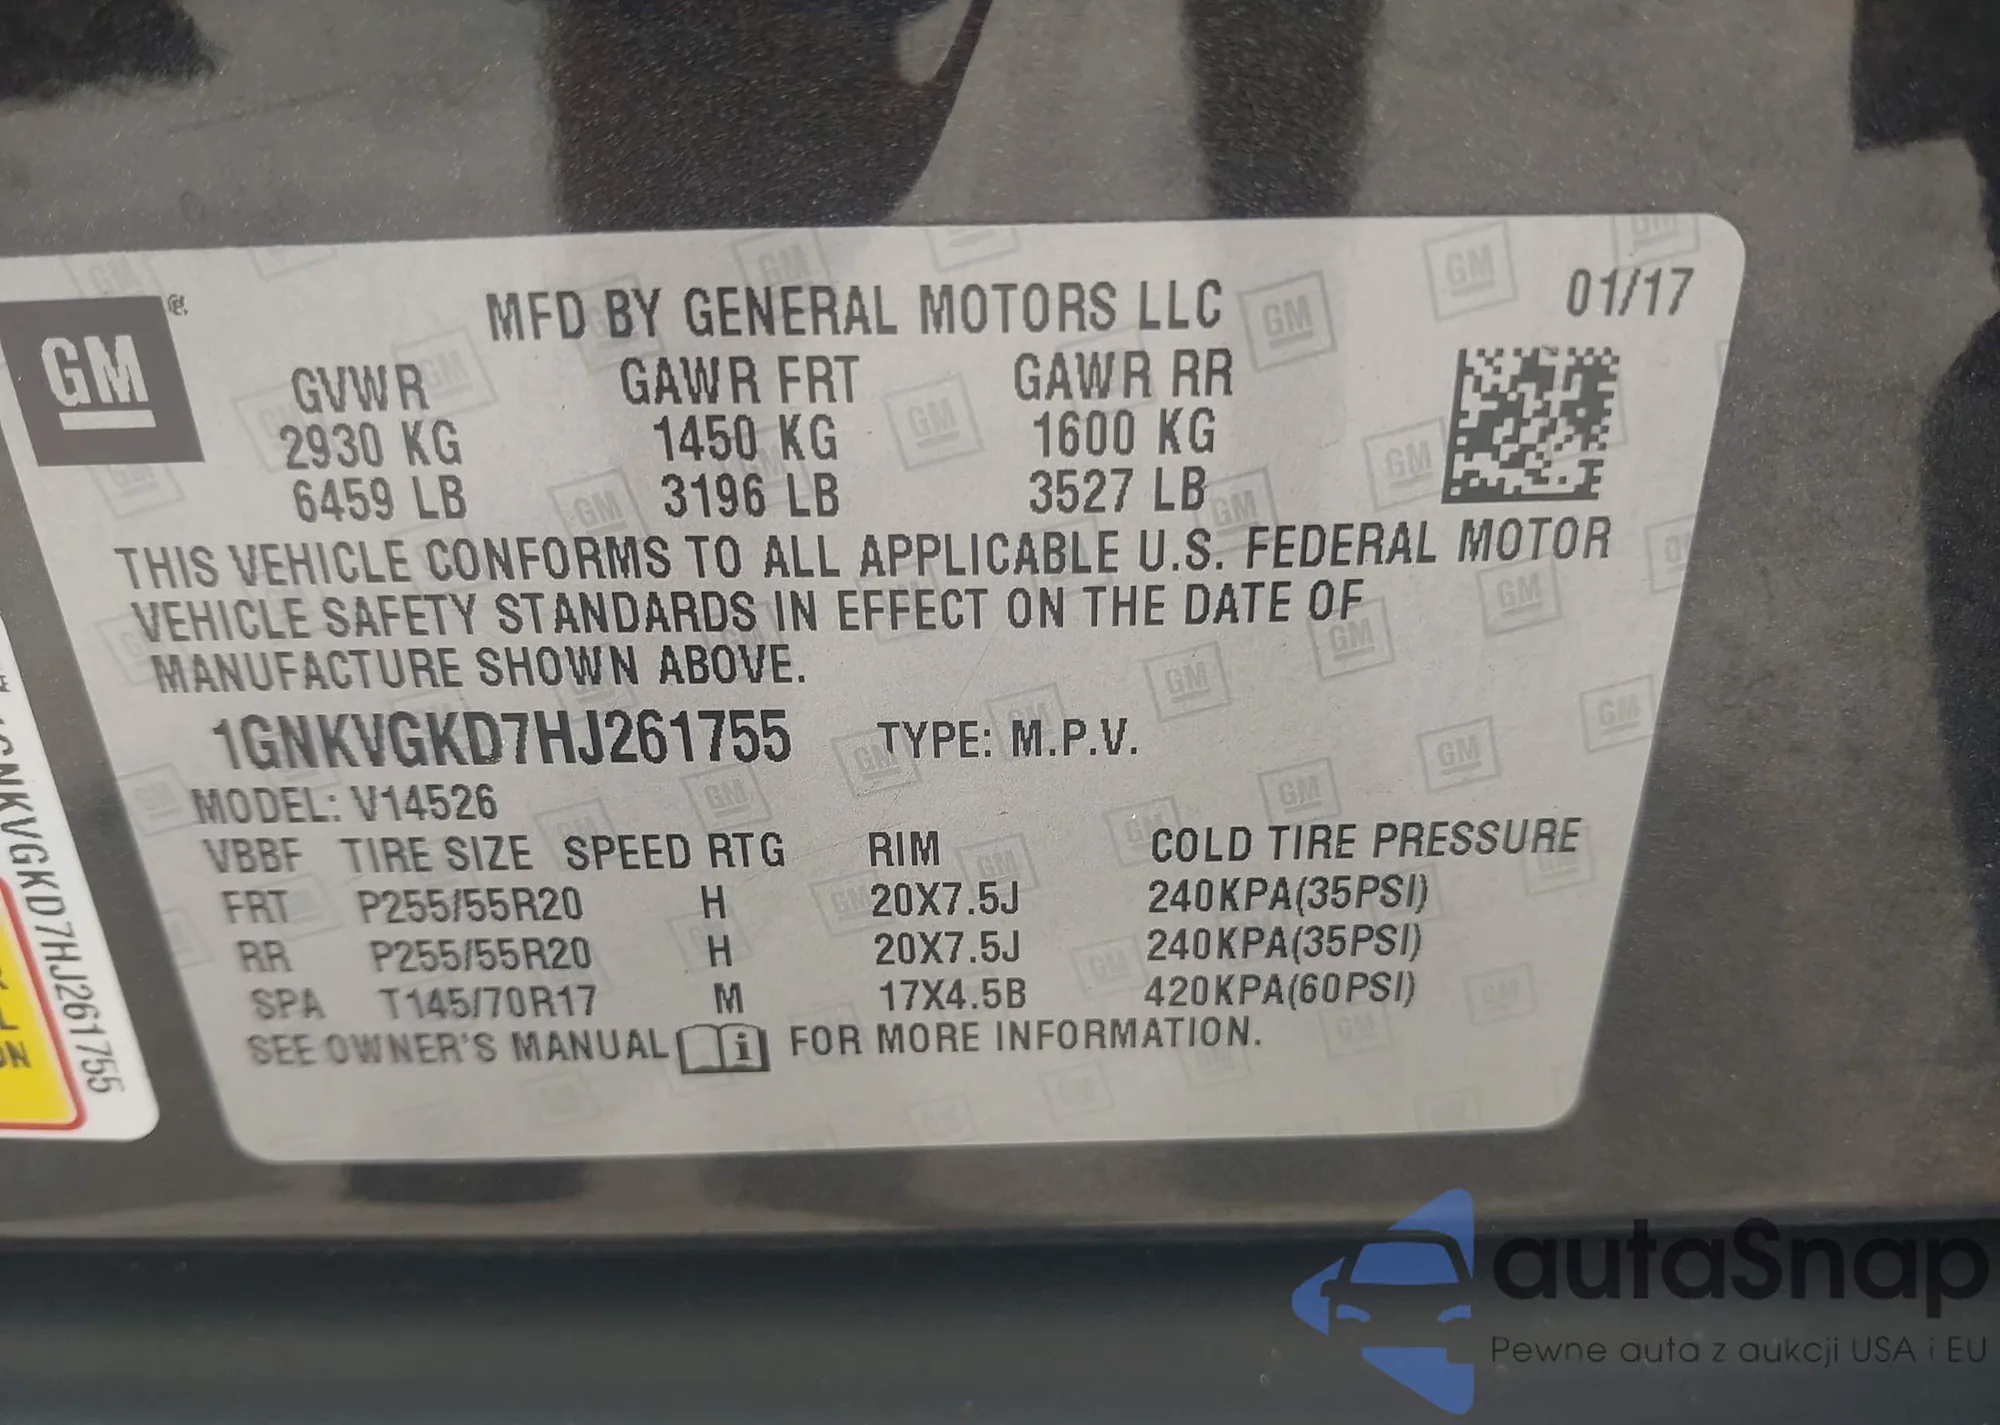 GM
MFD BY GENERAL MOTORS LLC
01/17
GVWR GAWR FRT GAWR RR
2930 KG 1450 KG 1600 KG
6459 LB 3196 LB 3527 LB
THIS VEHICLE CONFORMS TO ALL APPLICABLE U.S. FEDERAL MOTOR
VEHICLE SAFETY STANDARDS IN EFFECT ON THE DATE OF
MANUFACTURE SHOWN ABOVE.
1GNKVGKD7HJ261755 TYPE: M.P.V.
MODEL: V14526
VBBF TIRE SIZE SPEED RTG RIM COLD TIRE PRESSURE
FRT P255/55R20 H 20X7.5J 240KPA(35PSI)
RR P255/55R20 H 20X7.5J 240KPA(35PSI)
SPA T145/70R17 M 17X4.5B 420KPA(60PSI)
SEE OWNER'S MANUAL i FOR MORE INFORMATION.
1GNKVGKD7HJ261755
autaSnap
Pewne auta z aukcji USA i EU